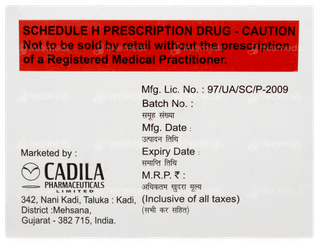 SCHEDULE H PRESCRIPTION DRUG - CAUTION
Not to be sold by retail without the prescription
of a Registered Medical Practitioner.
Mfg. Lic. No. : 97/UA/SC/P-2009
Batch No. :
समूह संख्या
Mfg. Date :
उत्पादन तिथि
Expiry Date :
समाप्ति तिथि
M.R.P. ₹ :
अधिकतम खुदरा मूल्य
(Inclusive of all taxes)
(सभी कर सहित)
Marketed by :
CADILA
PHARMACEUTICALS
LIMITED
342, Nani Kadi, Taluka : Kadi,
District :Mehsana,
Gujarat - 382 715, India.